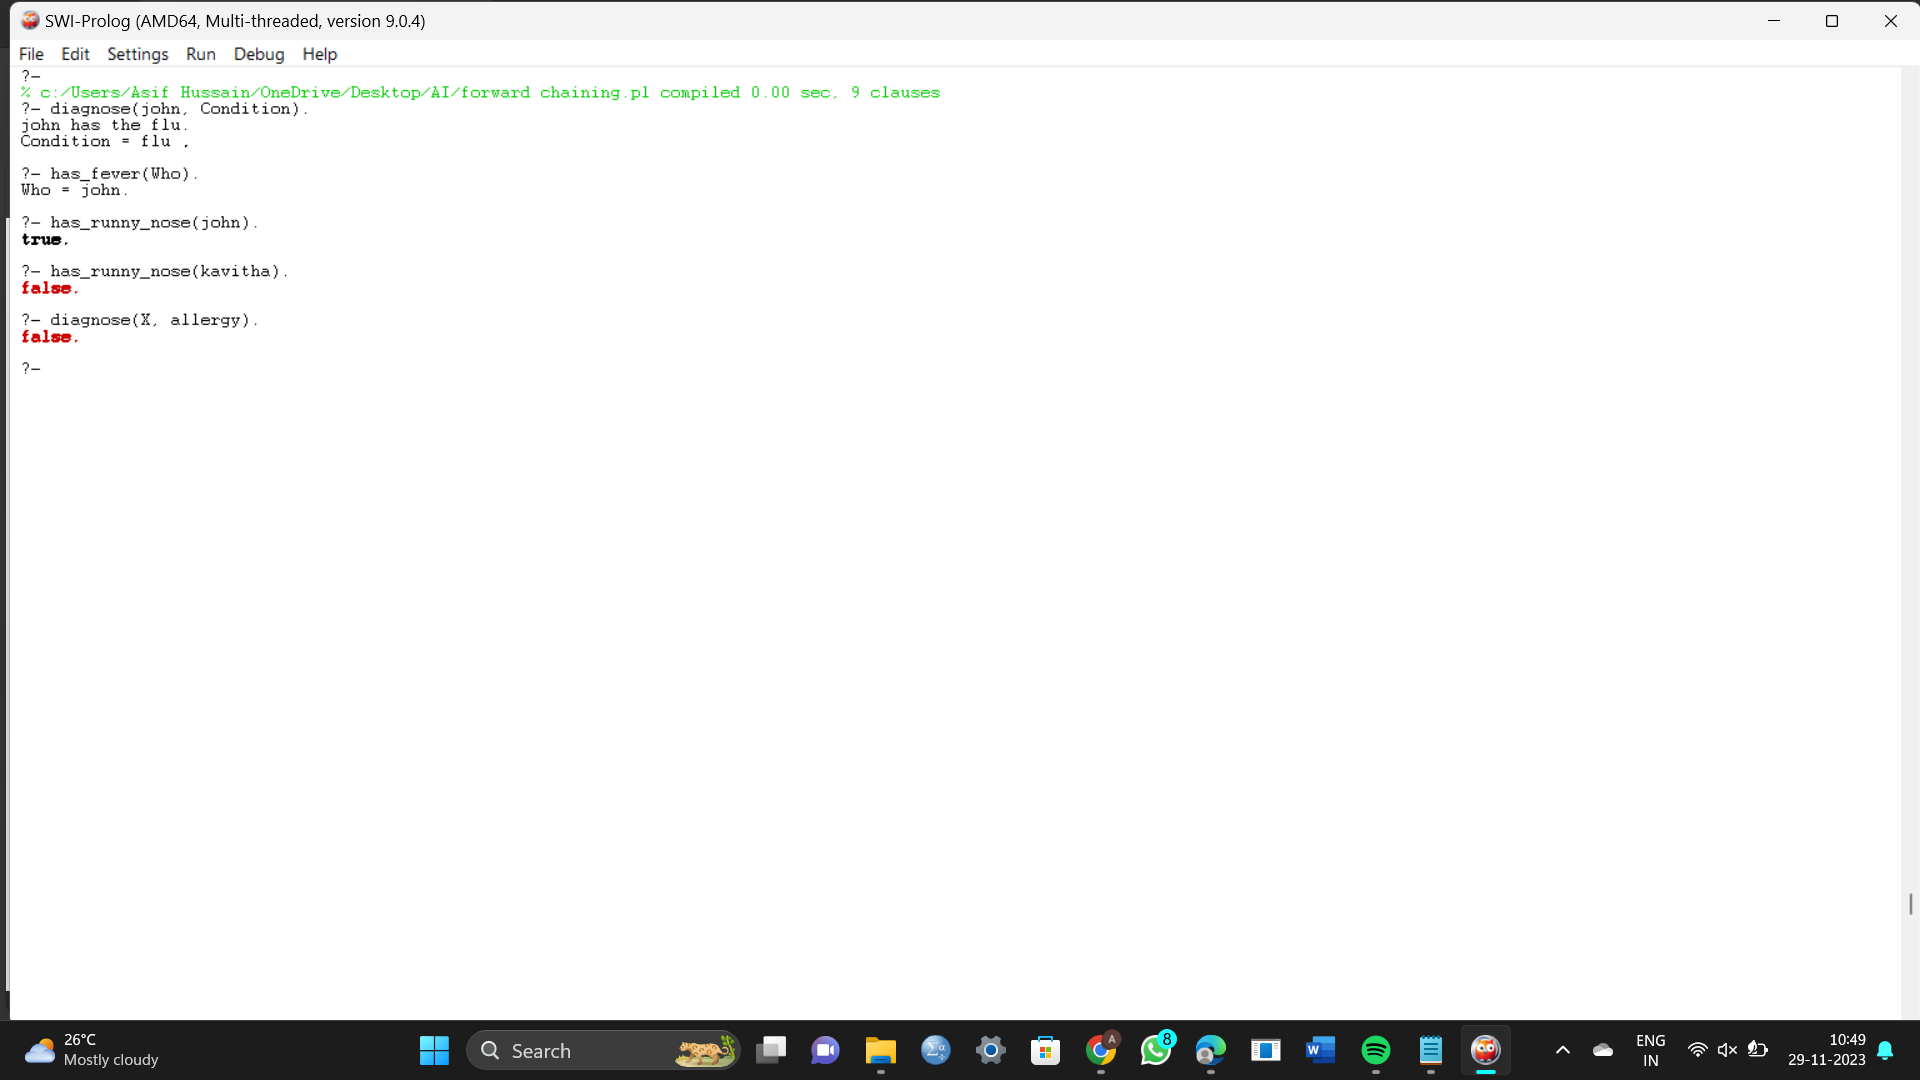 SWI-Prolog (AMD64, Multi-threaded, version 9.0.4)
File Edit Settings Run Debug Help
?-
% c:/Users/Asif Hussain/OneDrive/Desktop/AI/forward chaining.pl compiled 0.00 sec, 9 clauses
?- diagnose(john, Condition).
john has the flu.
Condition = flu .
?- has_fever(Who).
Who = john.
?- has_runny_nose(john).
true.
?- has_runny_nose(kavitha).
false.
?- diagnose(X, allergy).
false.
?-
26°C
Mostly cloudy
Search
A
8
W
ENG
IN
10:49
29-11-2023